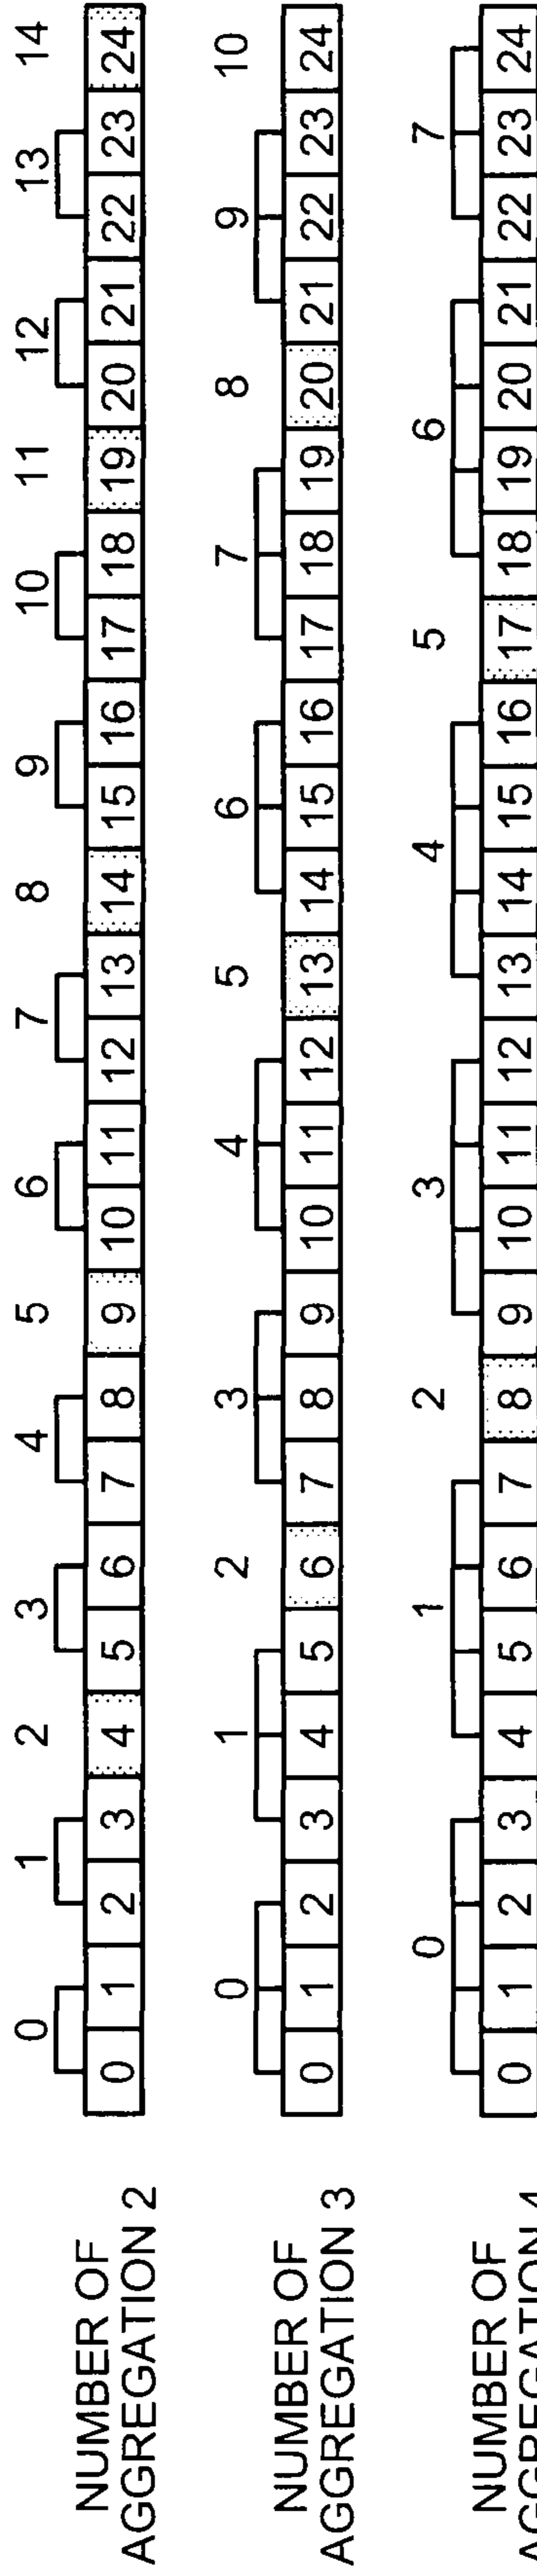 0 1 2 3 4 5 6 7 8 9 10 11 12 13 14
NUMBER OF
AGGREGATION 2
0 1 2 3 4 5 6 7 8 9 10 11 12 13 14 15 16 17 18 19 20 21 22 23 24
0 1 2 3 4 5 6 7 8 9 10
NUMBER OF
AGGREGATION 3
0 1 2 3 4 5 6 7 8 9 10 11 12 13 14 15 16 17 18 19 20 21 22 23 24
0 1 2 3 4 5 6 7
NUMBER OF
AGGREGATION 4
0 1 2 3 4 5 6 7 8 9 10 11 12 13 14 15 16 17 18 19 20 21 22 23 24